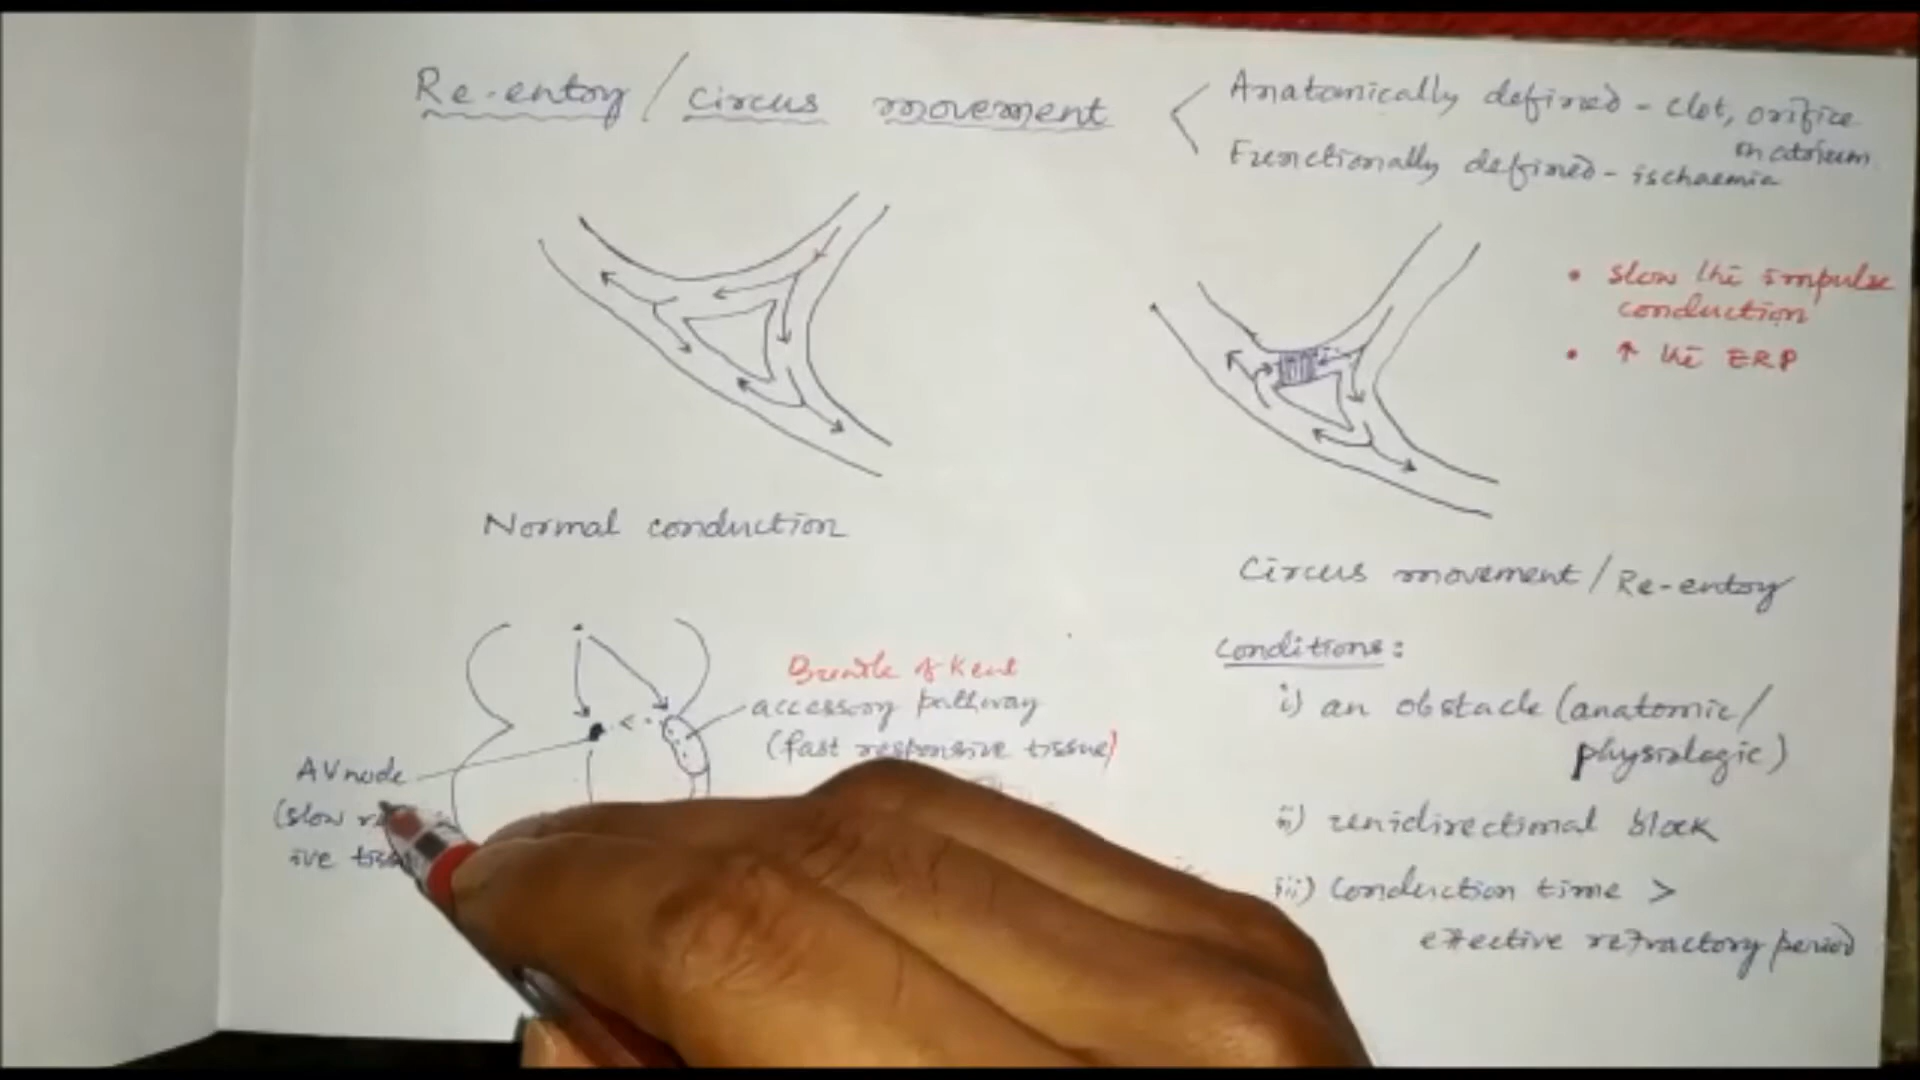 Re-entry / circus movement
Anatomically defined - clot, orifice
in atrium
Functionally defined - ischaemia
• slow the impulse
conduction
• ↑ the ERP
Normal conduction
Circus movement / Re-entry
Bundle of Kent
accessory pathway
(fast responsive tissue)
AV node
(slow
ive
Conditions:
i) an obstacle (anatomic/
physiologic)
ii) unidirectional block
iii) Conduction time >
effective refractory period